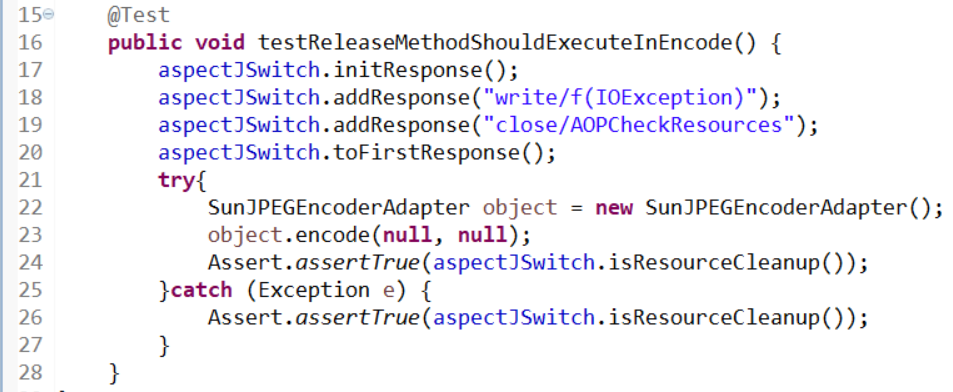 15 @Test
16 public void testReleaseMethodShouldExecuteInEncode() {
17 aspectJSwitch.initResponse();
18 aspectJSwitch.addResponse("write/f(IOException)");
19 aspectJSwitch.addResponse("close/AOPCheckResources");
20 aspectJSwitch.toFirstResponse();
21 try{
22 SunJPEGEncoderAdapter object = new SunJPEGEncoderAdapter();
23 object.encode(null, null);
24 Assert.assertTrue(aspectJSwitch.isResourceCleanup());
25 }catch (Exception e) {
26 Assert.assertTrue(aspectJSwitch.isResourceCleanup());
27 }
28 }